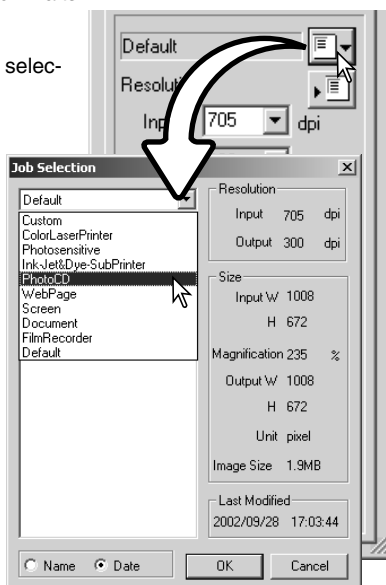 selec-
Default
Resoluti
Inp 705 dpi
Job Selection
Default
Custom
ColorLaserPrinter
Photosensitive
Ink-Jet&Dye-SubPrinter
PhotoCD
WebPage
Screen
Document
FilmRecorder
Default
Resolution
Input 705 dpi
Output 300 dpi
Size
Input W 1008
H 672
Magnification 235 %
Output W 1008
H 672
Unit pixel
Image Size 1.9MB
Last Modified
2002/09/28 17:03:44
Name Date OK Cancel